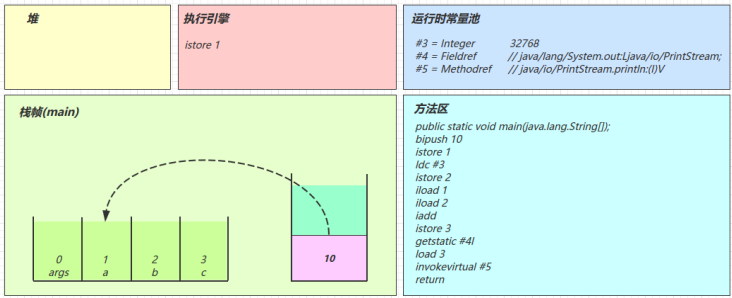 堆
执行引擎
istore 1
运行时常量池
#3 = Integer 32768
#4 = Fieldref // java/lang/System.out:Ljava/io/PrintStream;
#5 = Methodref // java/io/PrintStream.println:(I)V
栈帧(main)
0 1 2 3
args a b c
10
方法区
public static void main(java.lang.String[]);
bipush 10
istore 1
ldc #3
istore 2
iload 1
iload 2
iadd
istore 3
getstatic #4I
load 3
invokevirtual #5
return